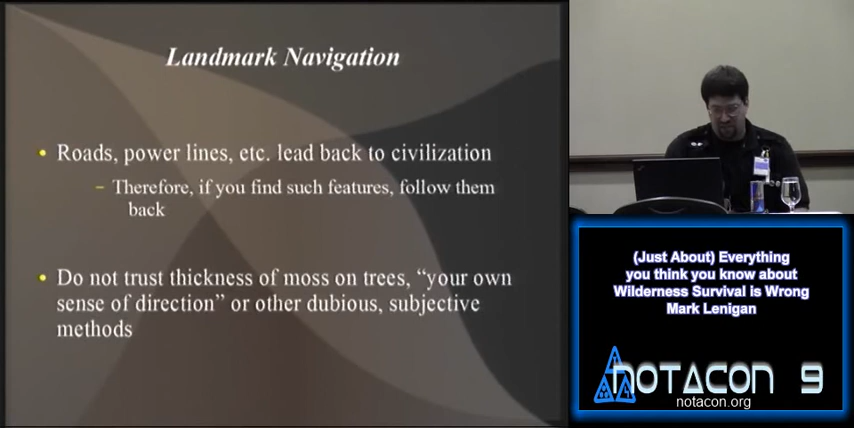 Landmark Navigation
• Roads, power lines, etc. lead back to civilization
– Therefore, if you find such features, follow them
back
• Do not trust thickness of moss on trees, “your own
sense of direction” or other dubious, subjective
methods
(Just About) Everything
you think you know about
Wilderness Survival is Wrong
Mark Lenigan
NOTACON 9
notacon.org